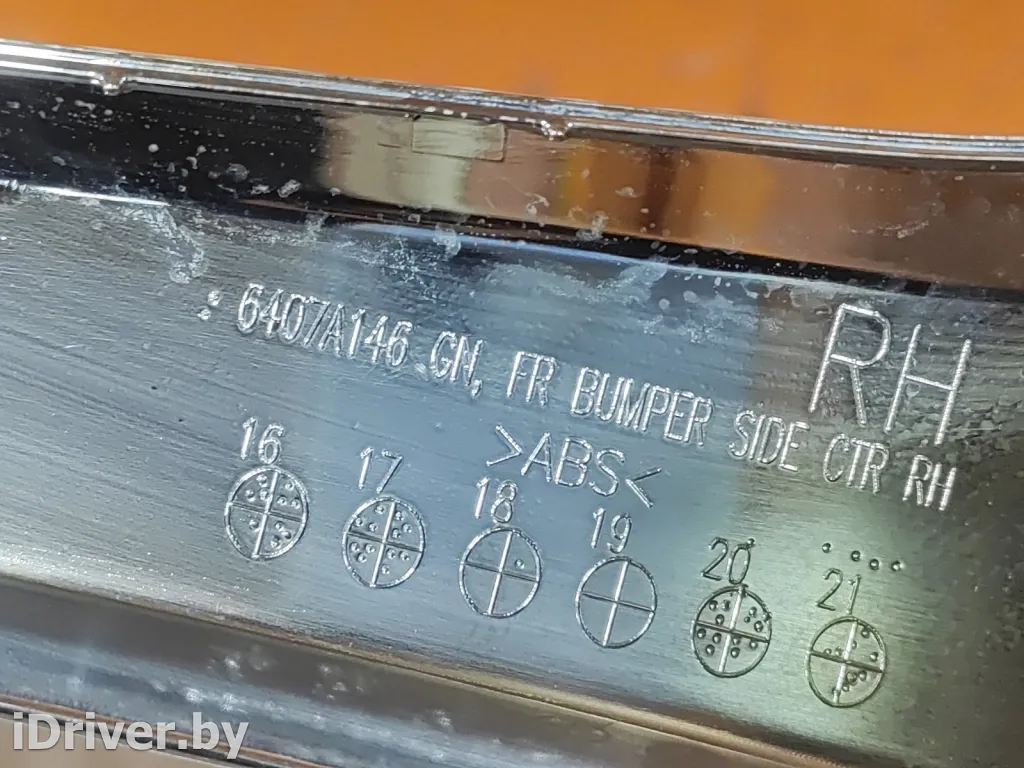 6407A146 GN, FR BUMPER SIDE CTR RH
RH
>ABS<
16 17 18 19 20 21
iDriver.by